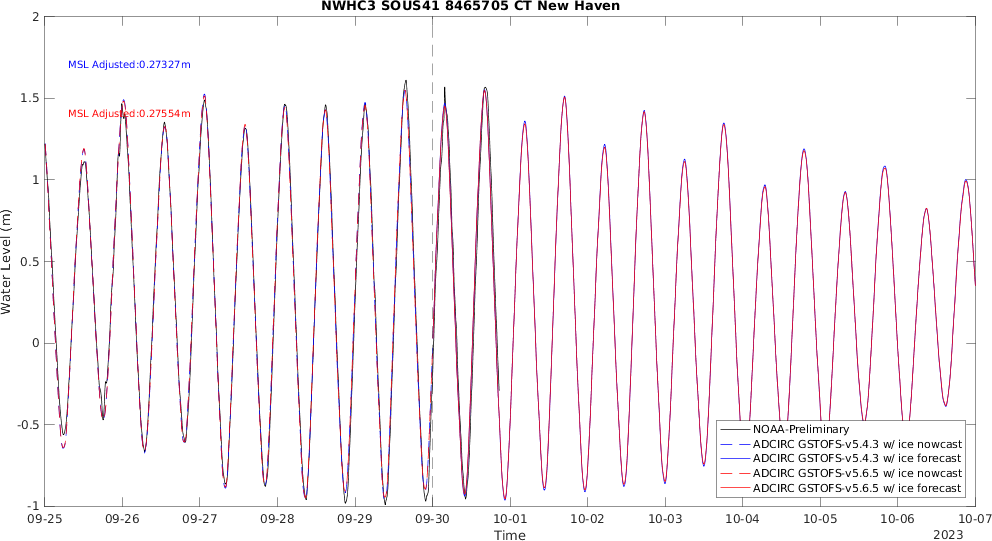 NWHC3 SOUS41 8465705 CT New Haven
2
1.5
1
0.5
0
-0.5
-1
Water Level (m)
MSL Adjusted:0.27327m
MSL Adjusted:0.27554m
NOAA-Preliminary
ADCIRC GSTOFS-v5.4.3 w/ ice nowcast
ADCIRC GSTOFS-v5.4.3 w/ ice forecast
ADCIRC GSTOFS-v5.6.5 w/ ice nowcast
ADCIRC GSTOFS-v5.6.5 w/ ice forecast
09-25 09-26 09-27 09-28 09-29 09-30 10-01 10-02 10-03 10-04 10-05 10-06 10-07
Time
2023